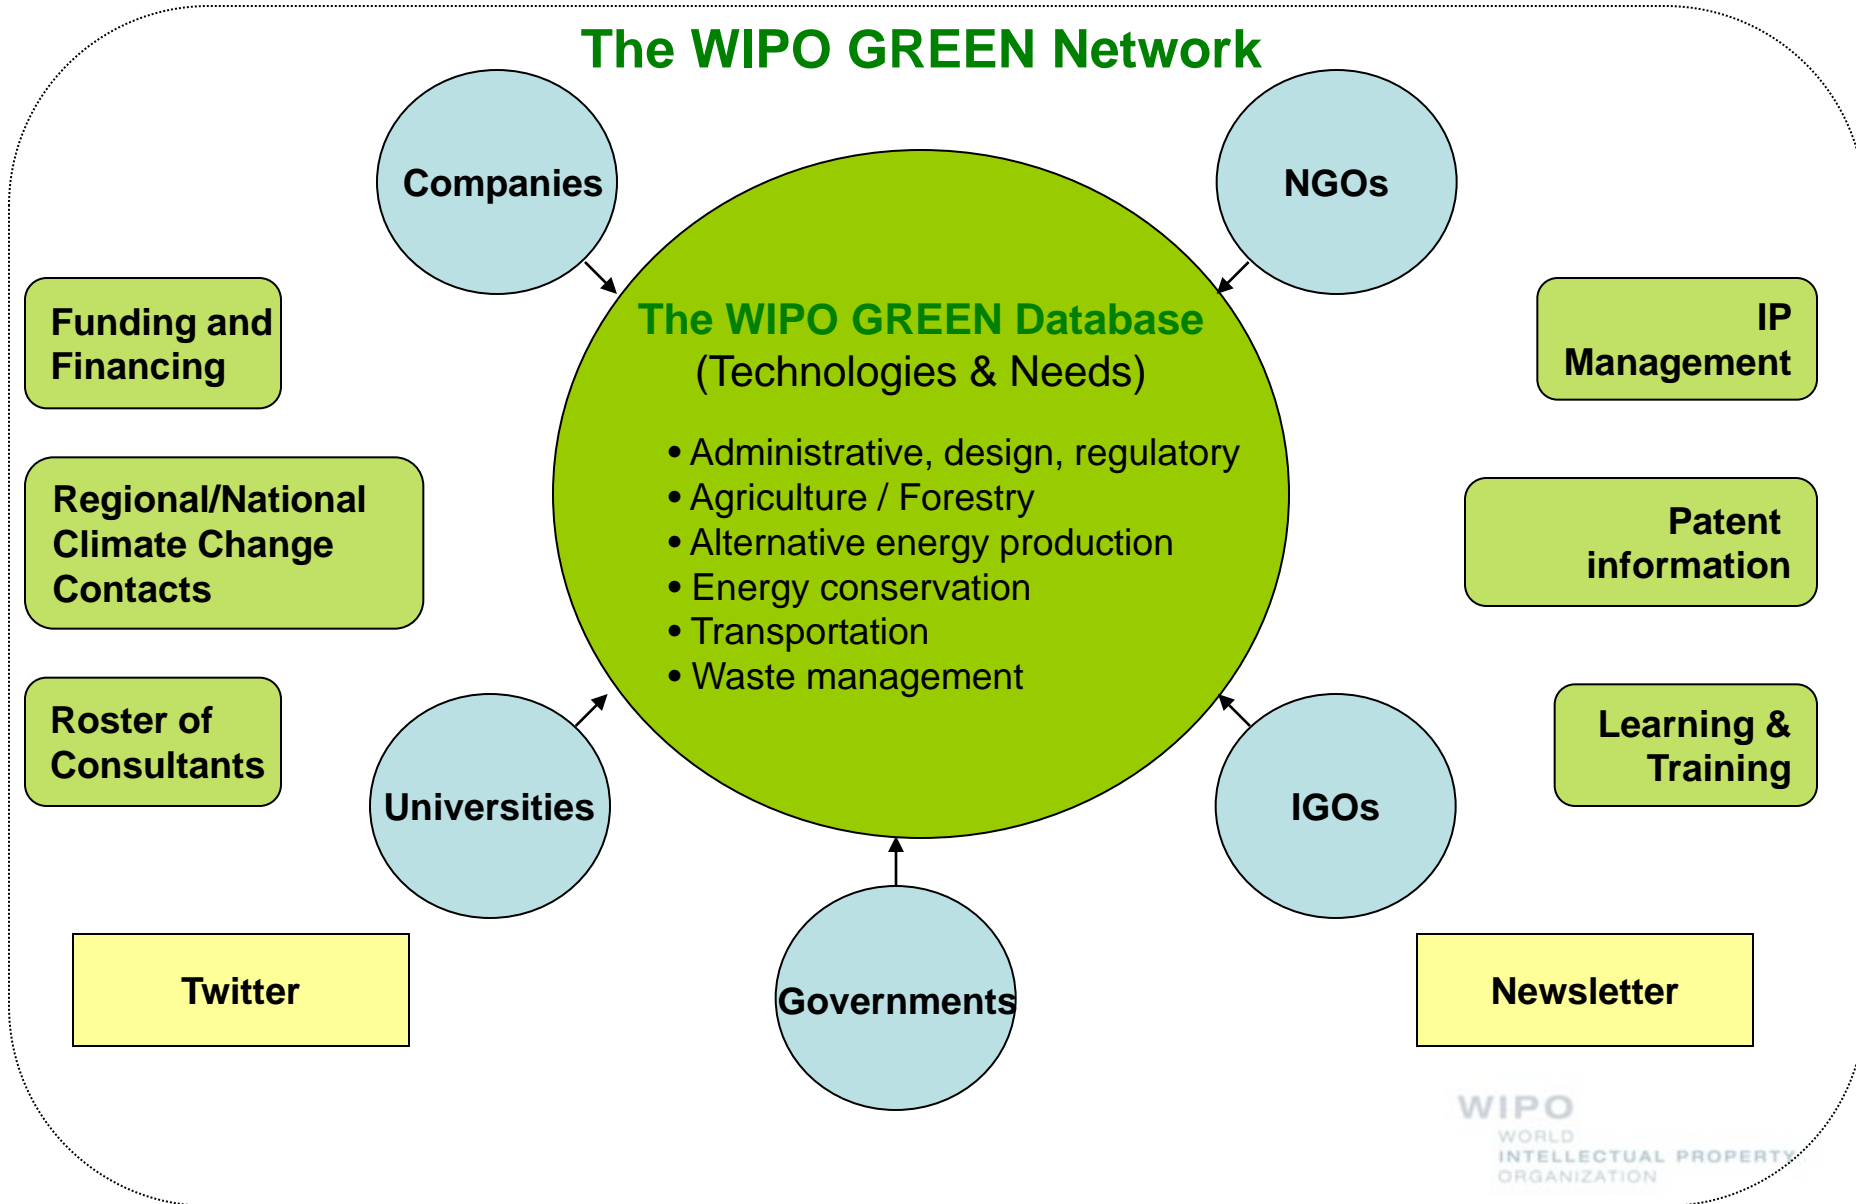 The WIPO GREEN Network
Companies
NGOs
Funding and
Financing
The WIPO GREEN Database
(Technologies & Needs)
IP
Management
• Administrative, design, regulatory
• Agriculture / Forestry
• Alternative energy production
• Energy conservation
• Transportation
• Waste management
Regional/National
Climate Change
Contacts
Patent
information
Roster of
Consultants
Learning &
Training
Universities
IGOs
Twitter
Governments
Newsletter
WIPO
WORLD
INTELLECTUAL PROPERTY
ORGANIZATION